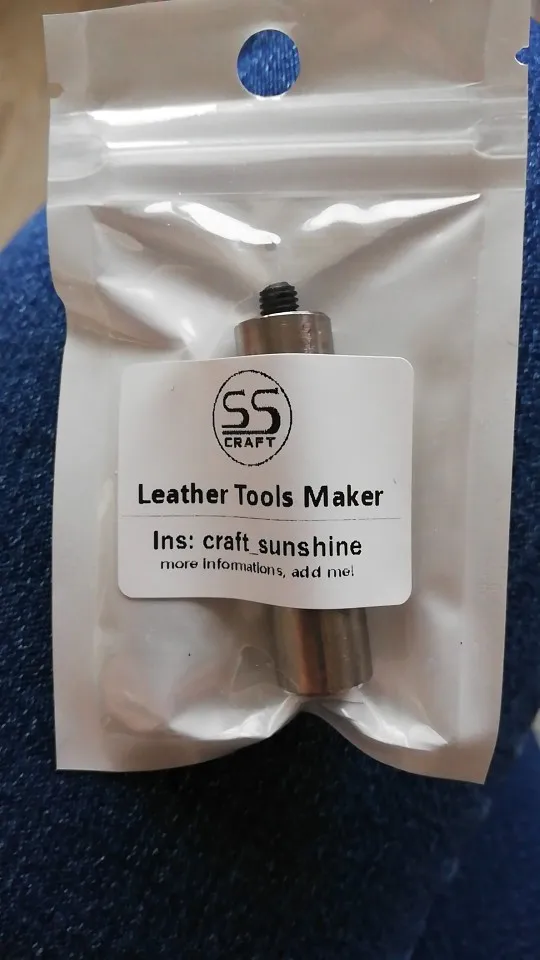 SS
CRAFT
Leather Tools Maker
Ins: craft_sunshine
more informations, add me!